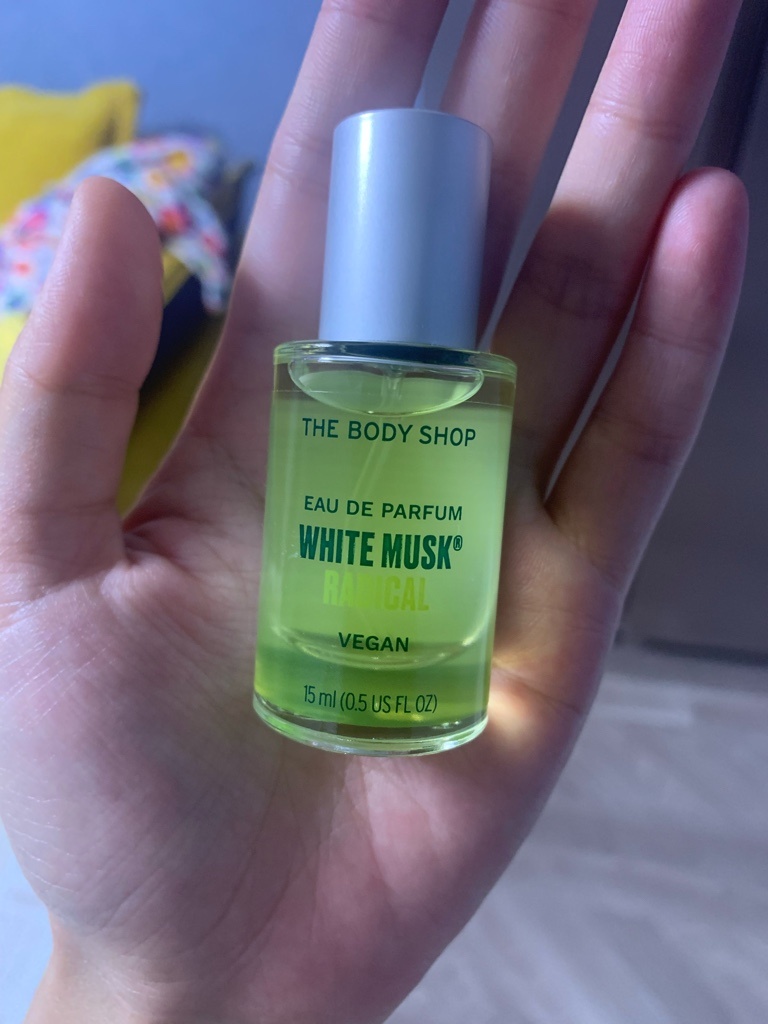 THE BODY SHOP
EAU DE PARFUM
WHITE MUSK®
RADICAL
VEGAN
15 ml (0.5 US FL OZ)